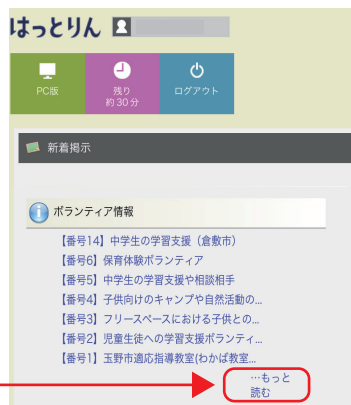 はっとりん
PC版
残り
約30分
ログアウト
新着掲示
ボランティア情報
【番号14】中学生の学習支援（倉敷市）
【番号6】保育体験ボランティア
【番号5】中学生の学習支援や相談相手
【番号4】子供向けのキャンプや自然活動の...
【番号3】フリースペースにおける子供との...
【番号2】児童生徒への学習支援ボランティ...
【番号1】玉野市適応指導教室(わかば教室...
…もっと
読む